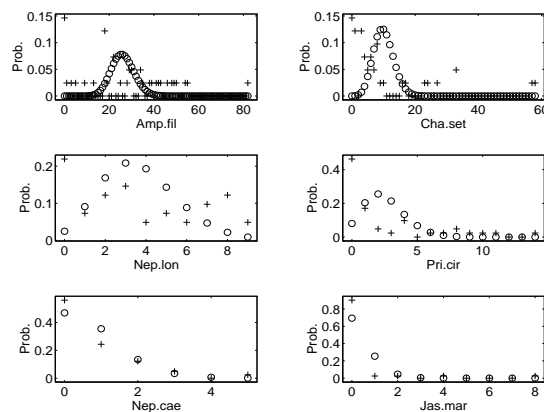 0.15
0.1
0.05
0
Prob.
0 20 40 60 80
Amp.fil
0.15
0.1
0.05
0
Prob.
0 20 40 60
Cha.set
0.2
0.1
0
Prob.
0 2 4 6 8
Nep.lon
0.4
0.2
0
Prob.
0 5 10
Pri.cir
0.4
0.2
0
Prob.
0 2 4
Nep.cae
0.8
0.6
0.4
0.2
0
Prob.
0 2 4 6 8
Jas.mar